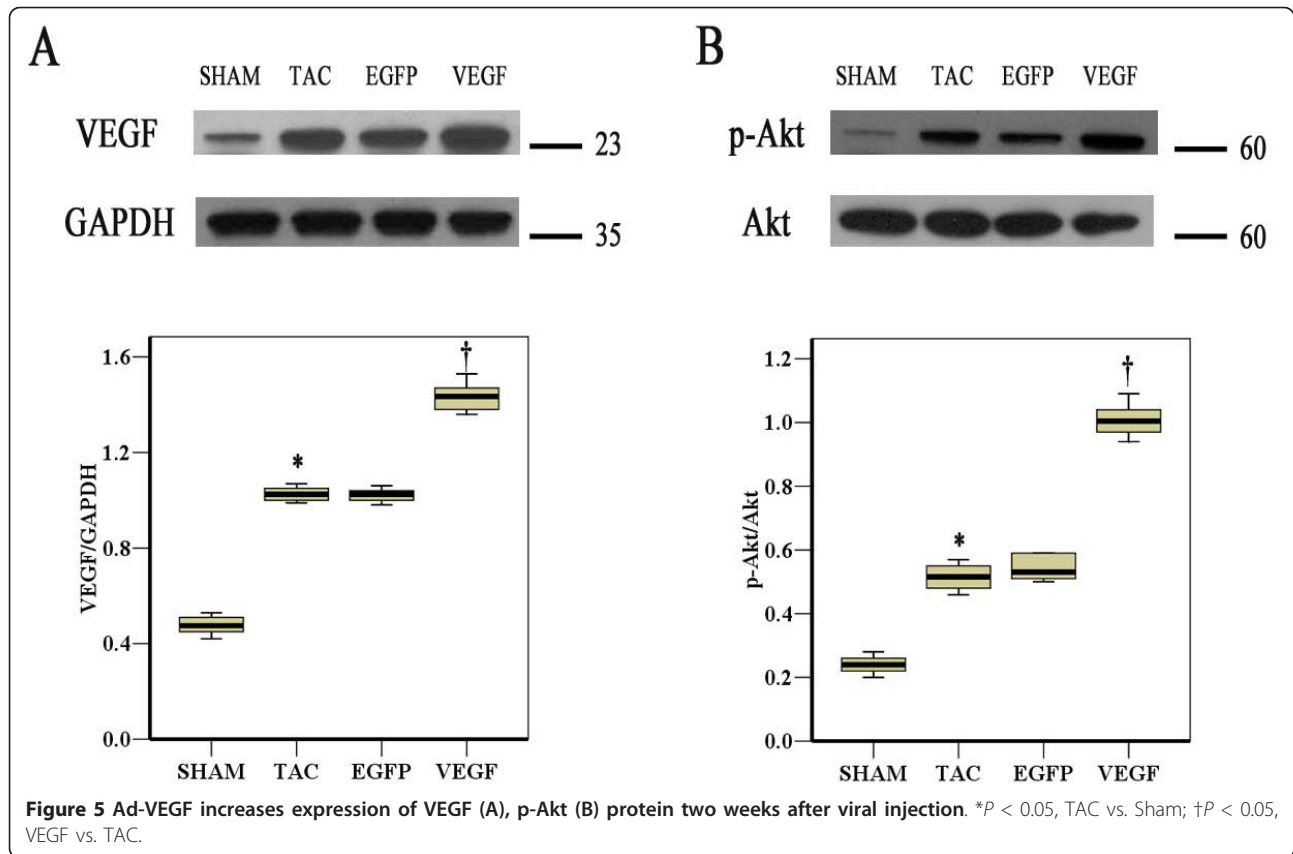 A
SHAM TAC EGFP VEGF
VEGF
23
GAPDH
35
1.6
1.2
0.8
0.4
0.0
VEGF/GAPDH
*
†
SHAM TAC EGFP VEGF
B
SHAM TAC EGFP VEGF
p-Akt
60
Akt
60
1.2
1.0
0.8
0.6
0.4
0.2
0.0
p-Akt/Akt
*
†
SHAM TAC EGFP VEGF
Figure 5 Ad-VEGF increases expression of VEGF (A), p-Akt (B) protein two weeks after viral injection. *P < 0.05, TAC vs. Sham; †P < 0.05,
VEGF vs. TAC.